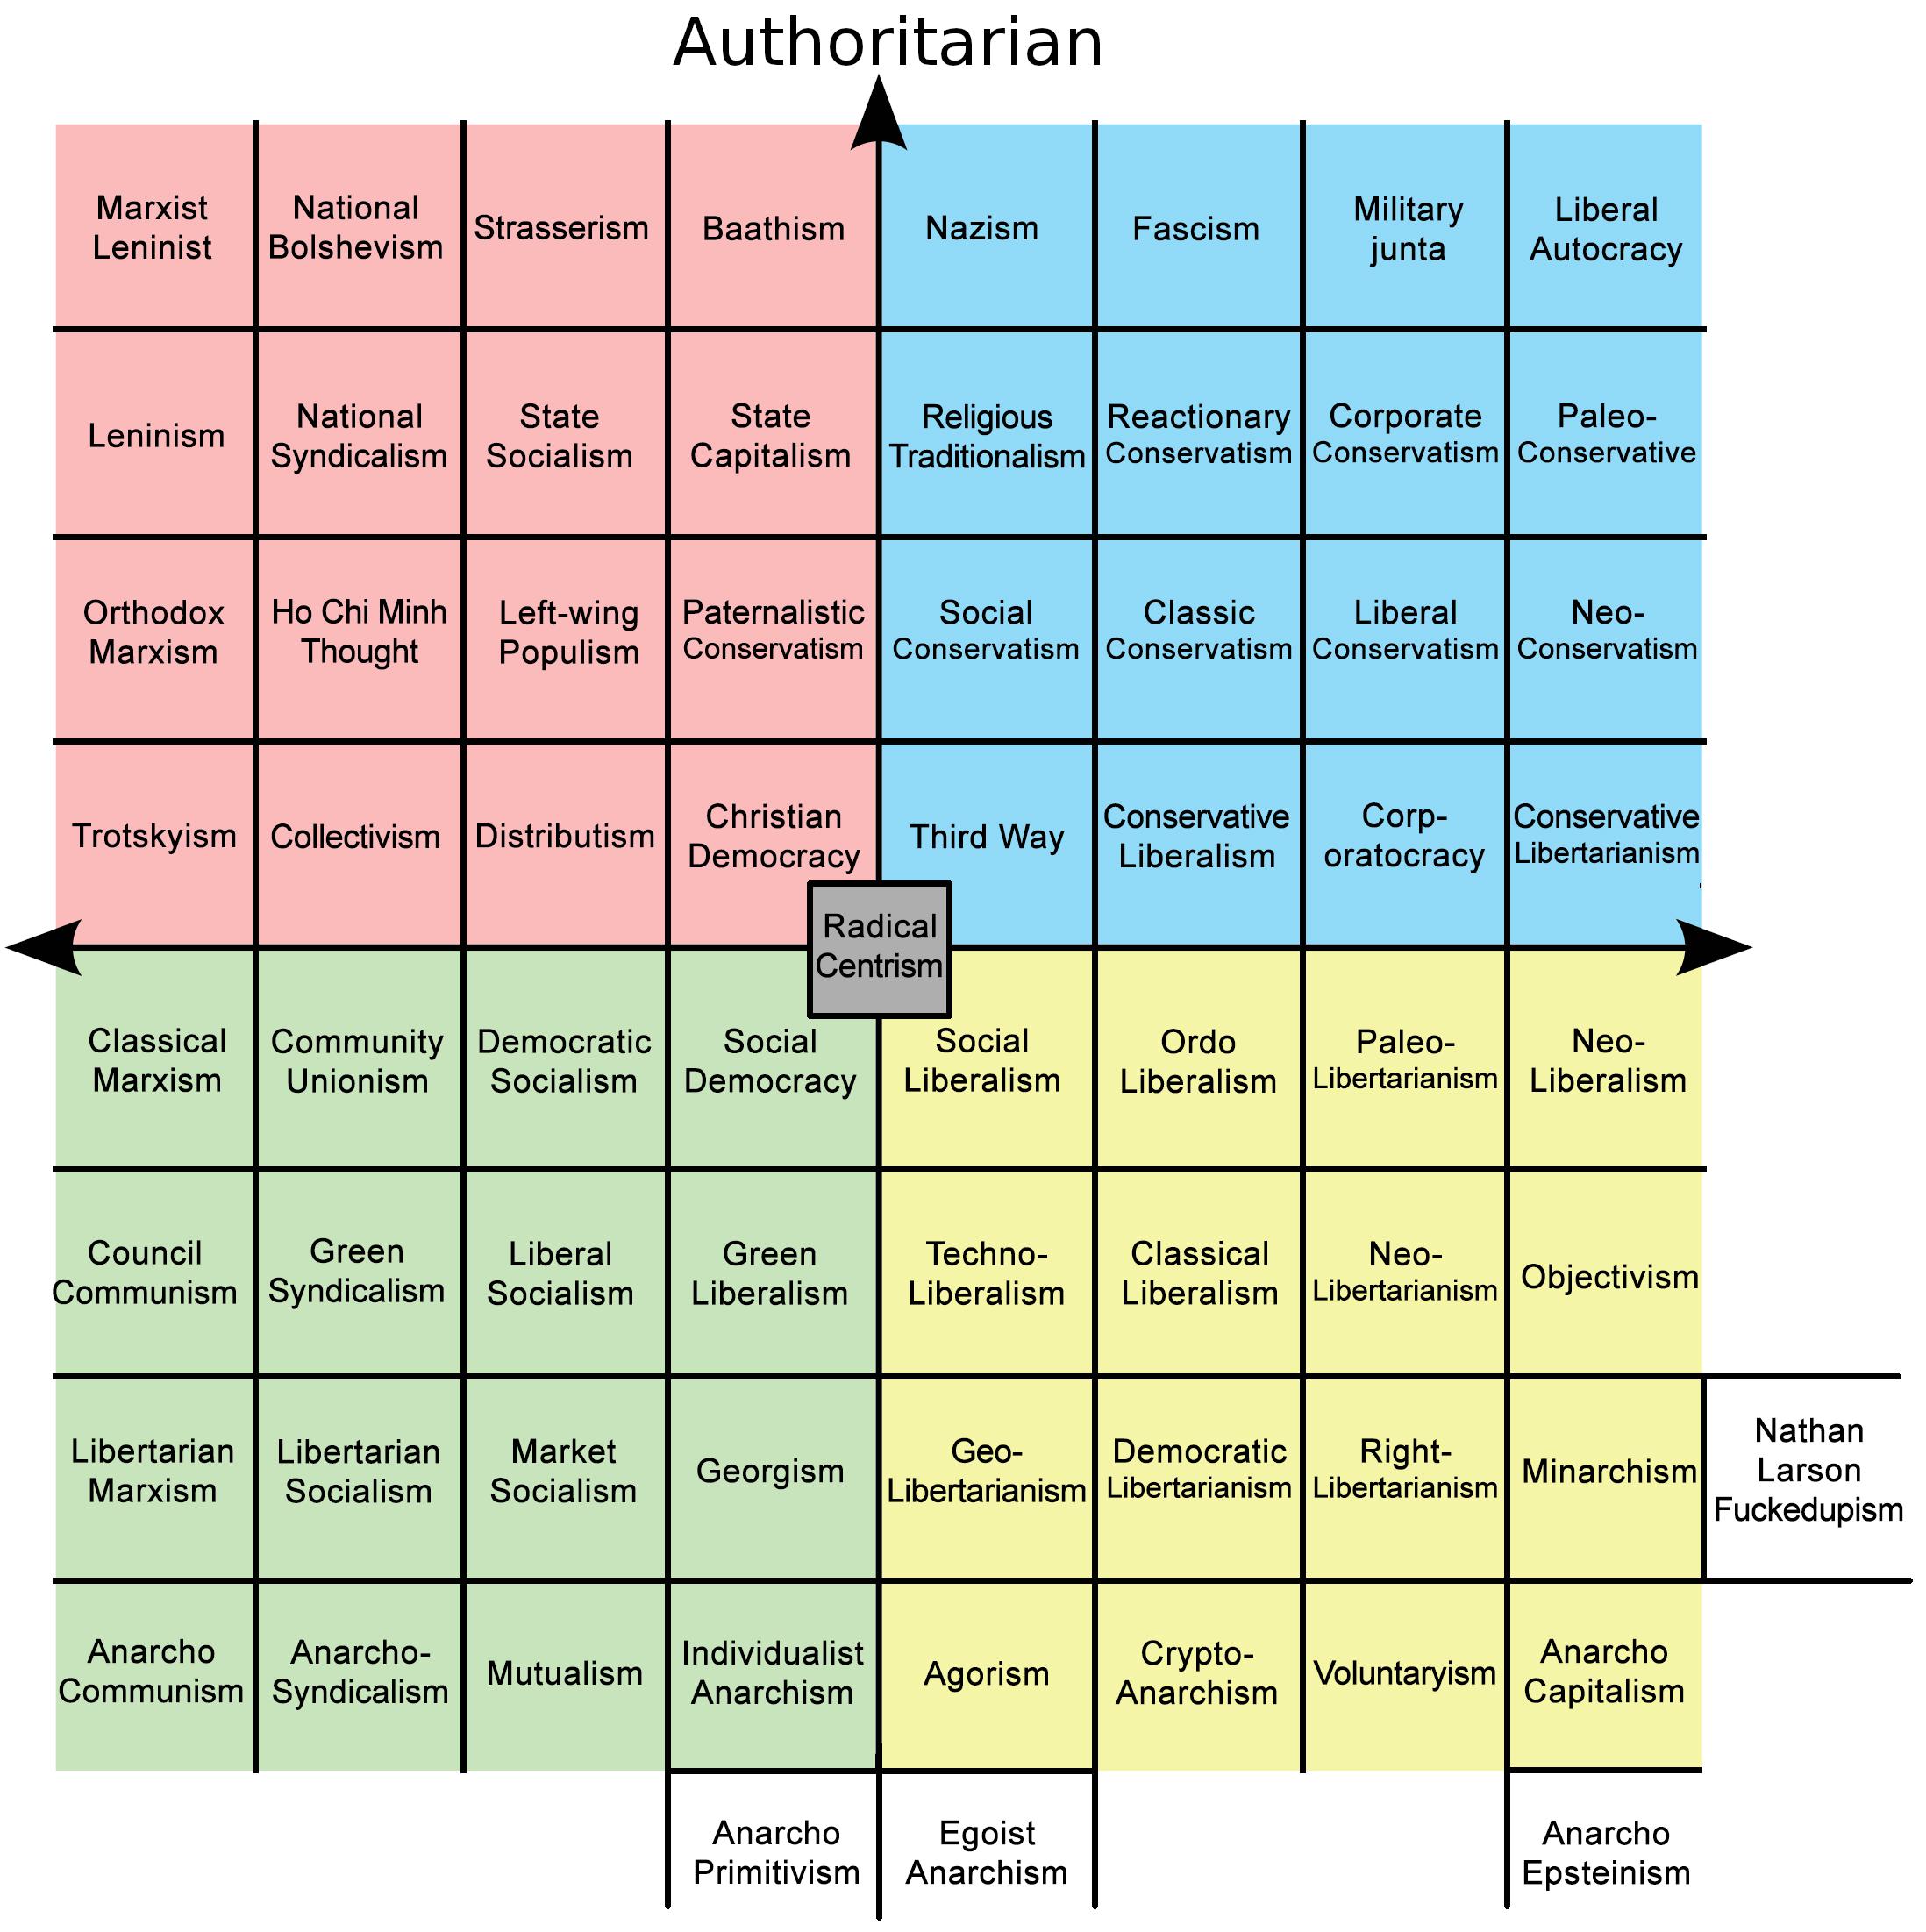 Authoritarian
Marxist
Leninist
National
Bolshevism
Strasserism
Baathism
Nazism
Fascism
Military
junta
Liberal
Autocracy
Leninism
National
Syndicalism
State
Socialism
State
Capitalism
Religious
Traditionalism
Reactionary
Conservatism
Corporate
Conservatism
Paleo-
Conservative
Orthodox
Marxism
Ho Chi Minh
Thought
Left-wing
Populism
Paternalistic
Conservatism
Social
Conservatism
Classic
Conservatism
Liberal
Conservatism
Neo-
Conservatism
Trotskyism
Collectivism
Distributism
Christian
Democracy
Third Way
Conservative
Liberalism
Corp-
oratocracy
Conservative
Libertarianism
Radical
Centrism
Classical
Marxism
Community
Unionism
Democratic
Socialism
Social
Democracy
Social
Liberalism
Ordo
Liberalism
Paleo-
Libertarianism
Neo-
Liberalism
Council
Communism
Green
Syndicalism
Liberal
Socialism
Green
Liberalism
Techno-
Liberalism
Classical
Liberalism
Neo-
Libertarianism
Objectivism
Libertarian
Marxism
Libertarian
Socialism
Market
Socialism
Georgism
Geo-
Libertarianism
Democratic
Libertarianism
Right-
Libertarianism
Minarchism
Nathan
Larson
Fuckedupism
Anarcho
Communism
Anarcho-
Syndicalism
Mutualism
Individualist
Anarchism
Agorism
Crypto-
Anarchism
Voluntaryism
Anarcho
Capitalism
Anarcho
Primitivism
Egoist
Anarchism
Anarcho
Epsteinism